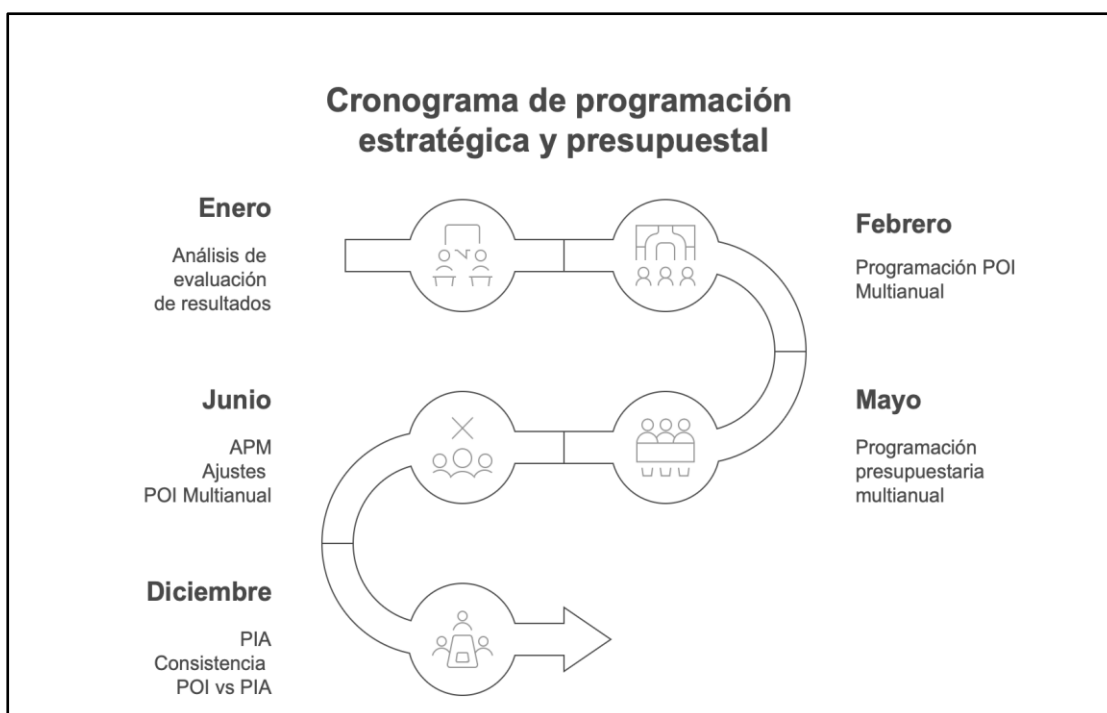 Cronograma de programación
estratégica y presupuestal
Enero
Análisis de
evaluación
de resultados
Febrero
Programación POI
Multianual
Mayo
Programación
presupuestaria
multianual
Junio
APM
Ajustes
POI Multianual
Diciembre
PIA
Consistencia
POI vs PIA